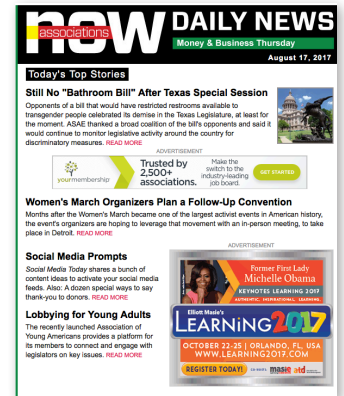 associations
now
DAILY NEWS
Money & Business Thursday
August 17, 2017
Today's Top Stories
Still No "Bathroom Bill" After Texas Special Session
Opponents of a bill that would have restricted restrooms available to
transgender people celebrated its demise in the Texas Legislature, at least for
the moment. ASAE thanked a broad coalition of the bill's opponents and said it
would continue to monitor legislative activity around the country for
discriminatory measures. READ MORE
ADVERTISEMENT
yourmembership
Trusted by
2,500+
associations.
Make the
switch to the
industry-leading
job board.
GET STARTED
Women's March Organizers Plan a Follow-Up Convention
Months after the Women's March became one of the largest activist events in American history,
the event's organizers are hoping to leverage that movement with an in-person meeting, to take
place in Detroit. READ MORE
Social Media Prompts
Social Media Today shares a bunch of
content ideas to activate your social media
feeds. Also: A dozen special ways to say
thank-you to donors. READ MORE
Lobbying for Young Adults
The recently launched Association of
Young Americans provides a platform for
its members to connect and engage with
legislators on key issues. READ MORE
ADVERTISEMENT
Former First Lady
Michelle Obama
KEYNOTES LEARNING 2017
AUTHENTIC. INSPIRATIONAL. LEARNING.
Elliott Masie's
LEARNING 2017
OCTOBER 22-25 | ORLANDO, FL, USA
WWW.LEARNING2017.COM
REGISTER TODAY!
masie
atd